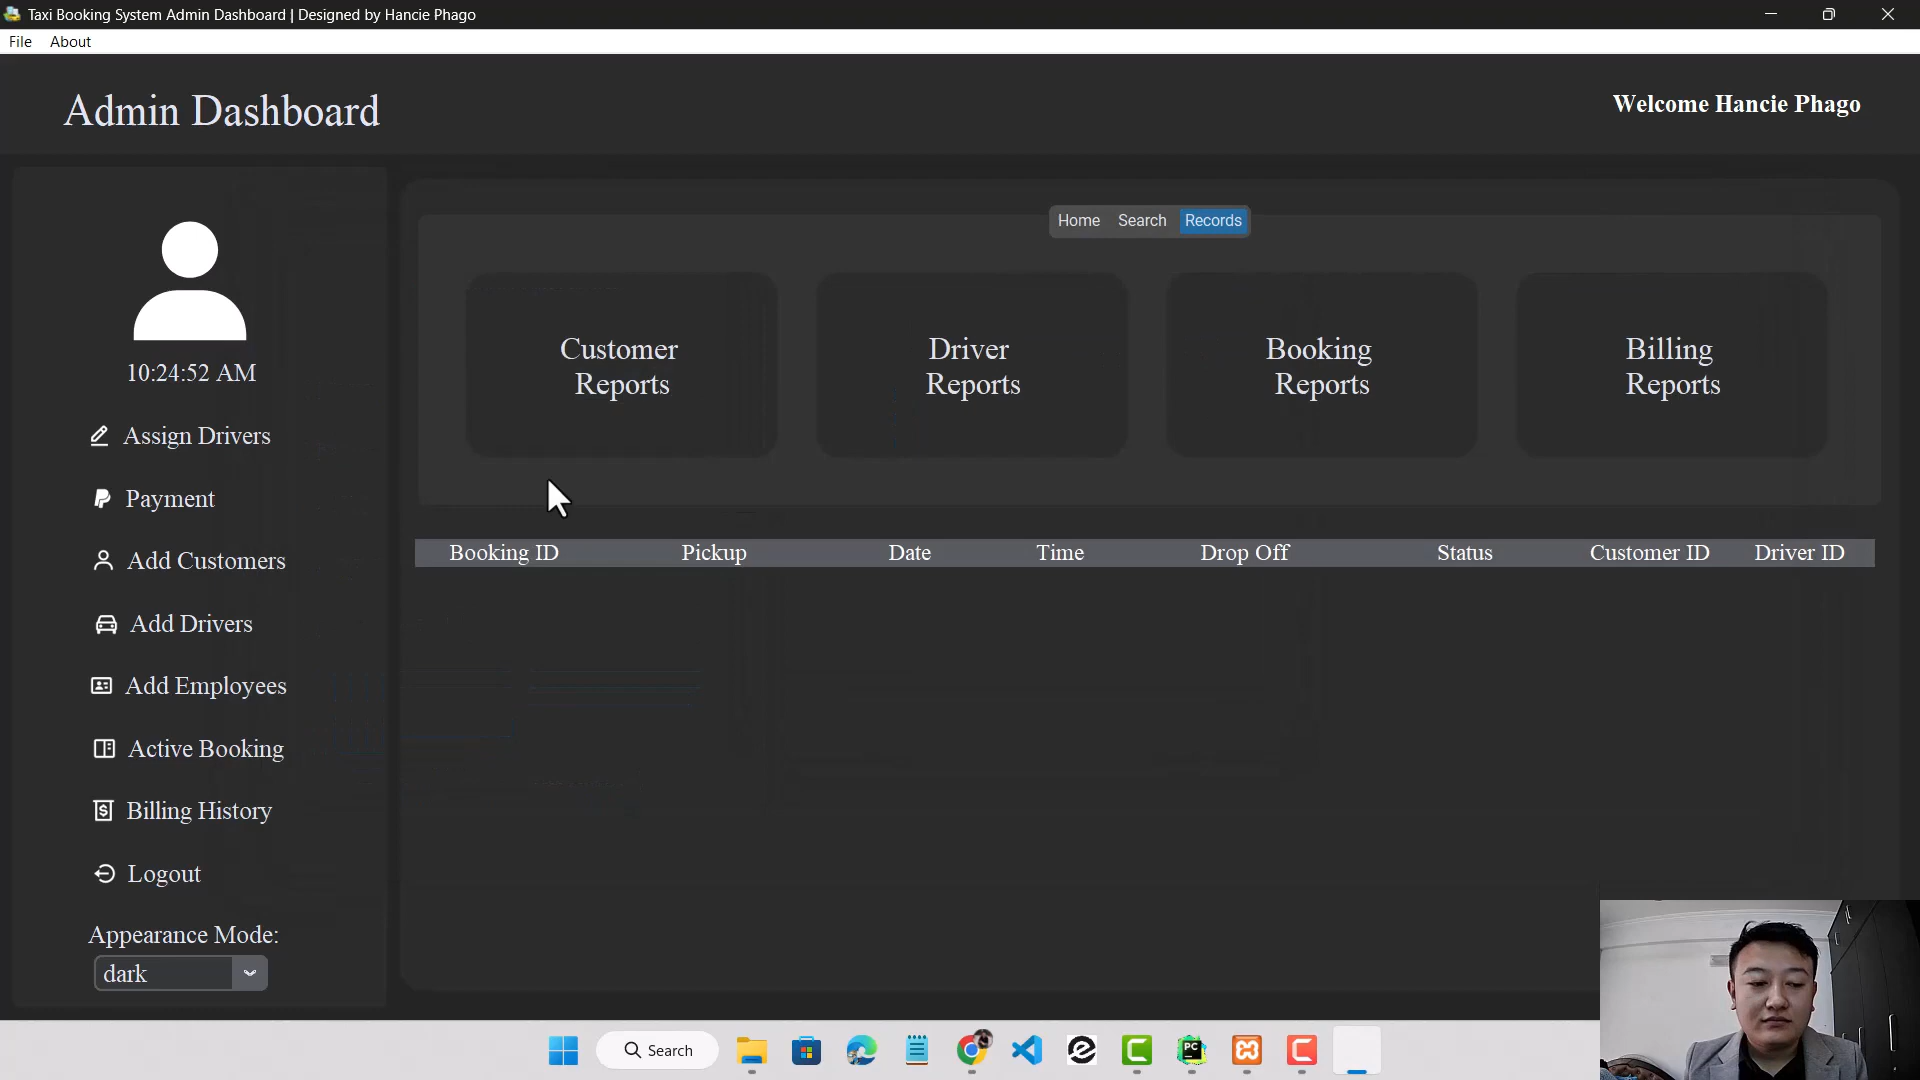 Taxi Booking System Admin Dashboard | Designed by Hancie Phago
File About
Admin Dashboard
Welcome Hancie Phago
Home Search Records
Customer
Reports
Driver
Reports
Booking
Reports
Billing
Reports
10:24:52 AM
Assign Drivers
Payment
Add Customers
Add Drivers
Add Employees
Active Booking
Billing History
Logout
Appearance Mode:
dark
Booking ID Pickup Date Time Drop Off Status Customer ID Driver ID
Search
PC